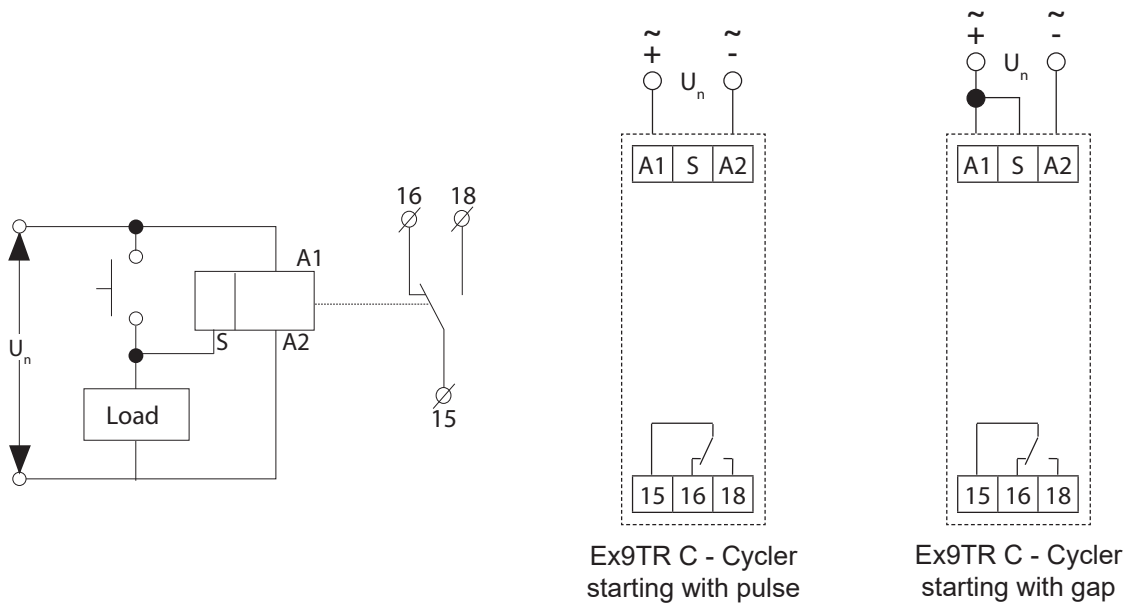 16 18
A1
S A2
Un
Load
15
~ ~
+ -
Un
A1 S A2
15 16 18
Ex9TR C - Cycler
starting with pulse
~ ~
+ -
Un
A1 S A2
15 16 18
Ex9TR C - Cycler
starting with gap